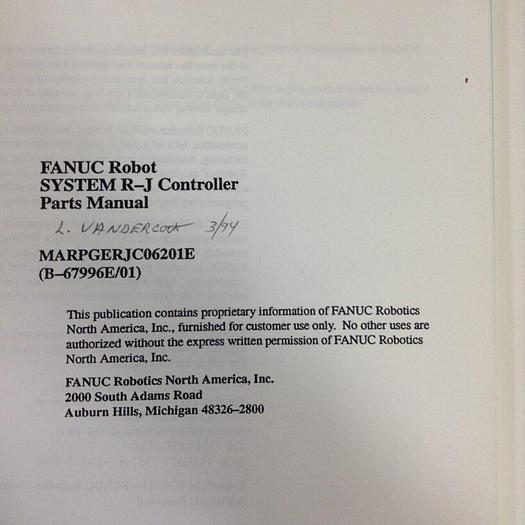 FANUC Robot
SYSTEM R–J Controller
Parts Manual
L. VANDERCOOK 3/94
MARPGERJC06201E
(B–67996E/01)
This publication contains proprietary information of FANUC Robotics
North America, Inc., furnished for customer use only. No other uses are
authorized without the express written permission of FANUC Robotics
North America, Inc.
FANUC Robotics North America, Inc.
2000 South Adams Road
Auburn Hills, Michigan 48326–2800